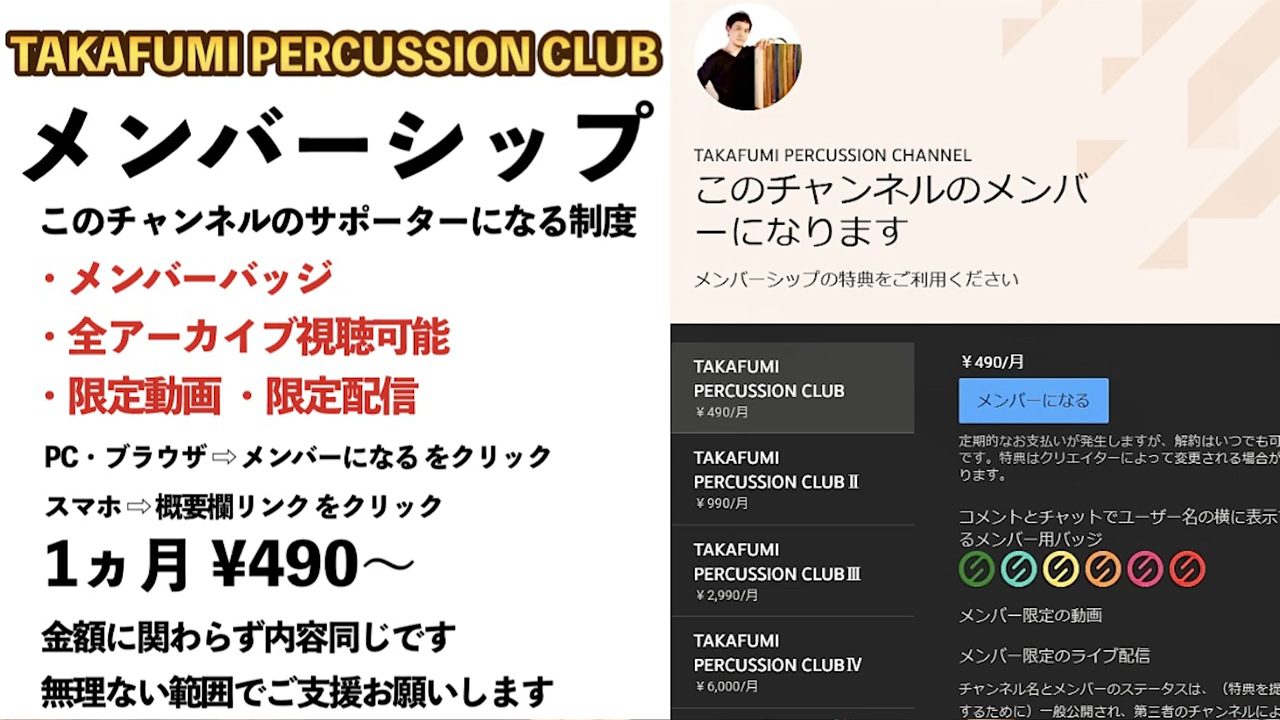 TAKAFUMI PERCUSSION CLUB
メンバーシップ
このチャンネルのサポーターになる制度
・メンバーバッジ
・全アーカイブ視聴可能
・限定動画 ・限定配信
PC・ブラウザ⇨メンバーになる をクリック
スマホ⇨概要欄リンク をクリック
1ヵ月 ¥490〜
金額に関わらず内容同じです
無理ない範囲でご支援お願いします
TAKAFUMI PERCUSSION CHANNEL
このチャンネルのメンバ
ーになります
メンバーシップの特典をご利用ください
TAKAFUMI
PERCUSSION CLUB
¥490/月
TAKAFUMI
PERCUSSION CLUBⅡ
¥990/月
TAKAFUMI
PERCUSSION CLUBⅢ
¥2,990/月
TAKAFUMI
PERCUSSION CLUBⅣ
¥6,000/月
¥490/月
メンバーになる
定期的なお支払いが発生しますが、解約はいつでも可
です。特典はクリエイターによって変更される場合が
ります。
コメントとチャットでユーザー名の横に表示
るメンバー用バッジ
メンバー限定の動画
メンバー限定のライブ配信
チャンネル名とメンバーのステータスは、（特典を提
するために）一般公開され、第三者のチャンネルによ